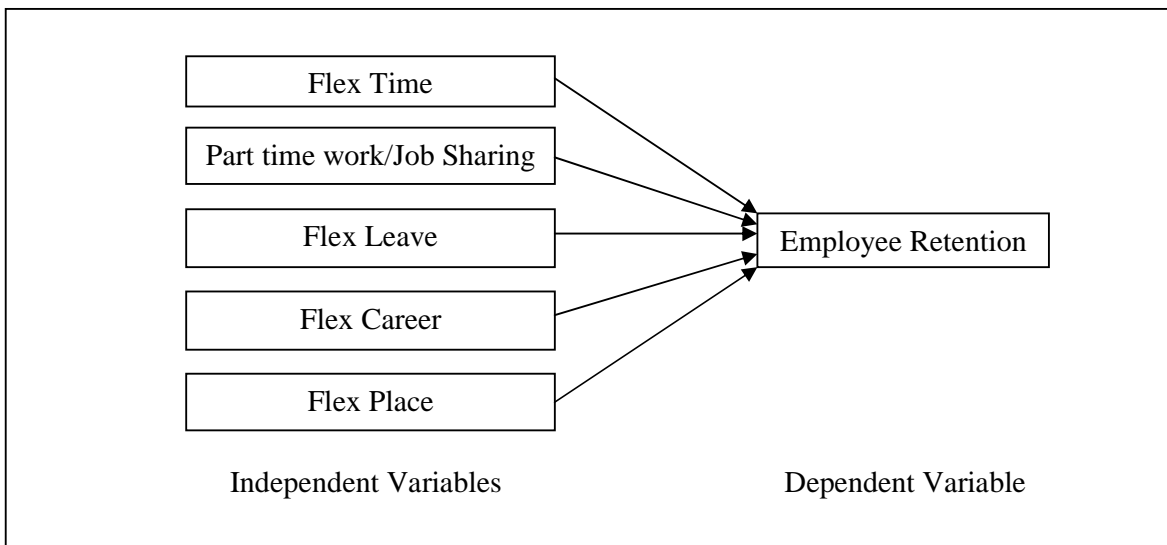 Flex Time
Part time work/Job Sharing
Flex Leave
Employee Retention
Flex Career
Flex Place
Independent Variables
Dependent Variable